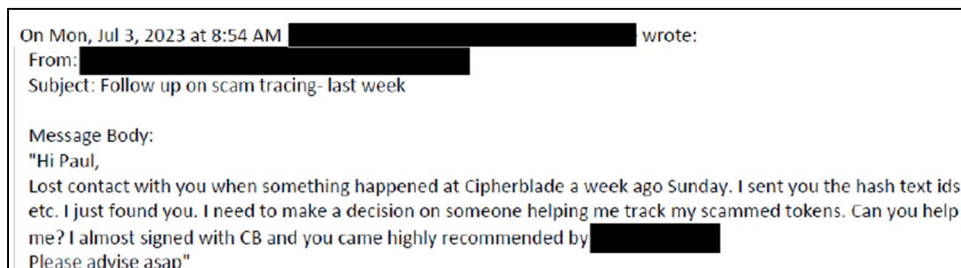 On Mon, Jul 3, 2023 at 8:54 AM wrote:
From:
Subject: Follow up on scam tracing- last week
Message Body:
"Hi Paul,
Lost contact with you when something happened at Cipherblade a week ago Sunday. I sent you the hash text ids
etc. I just found you. I need to make a decision on someone helping me track my scammed tokens. Can you help
me? I almost signed with CB and you came highly recommended by
Please advise asap"